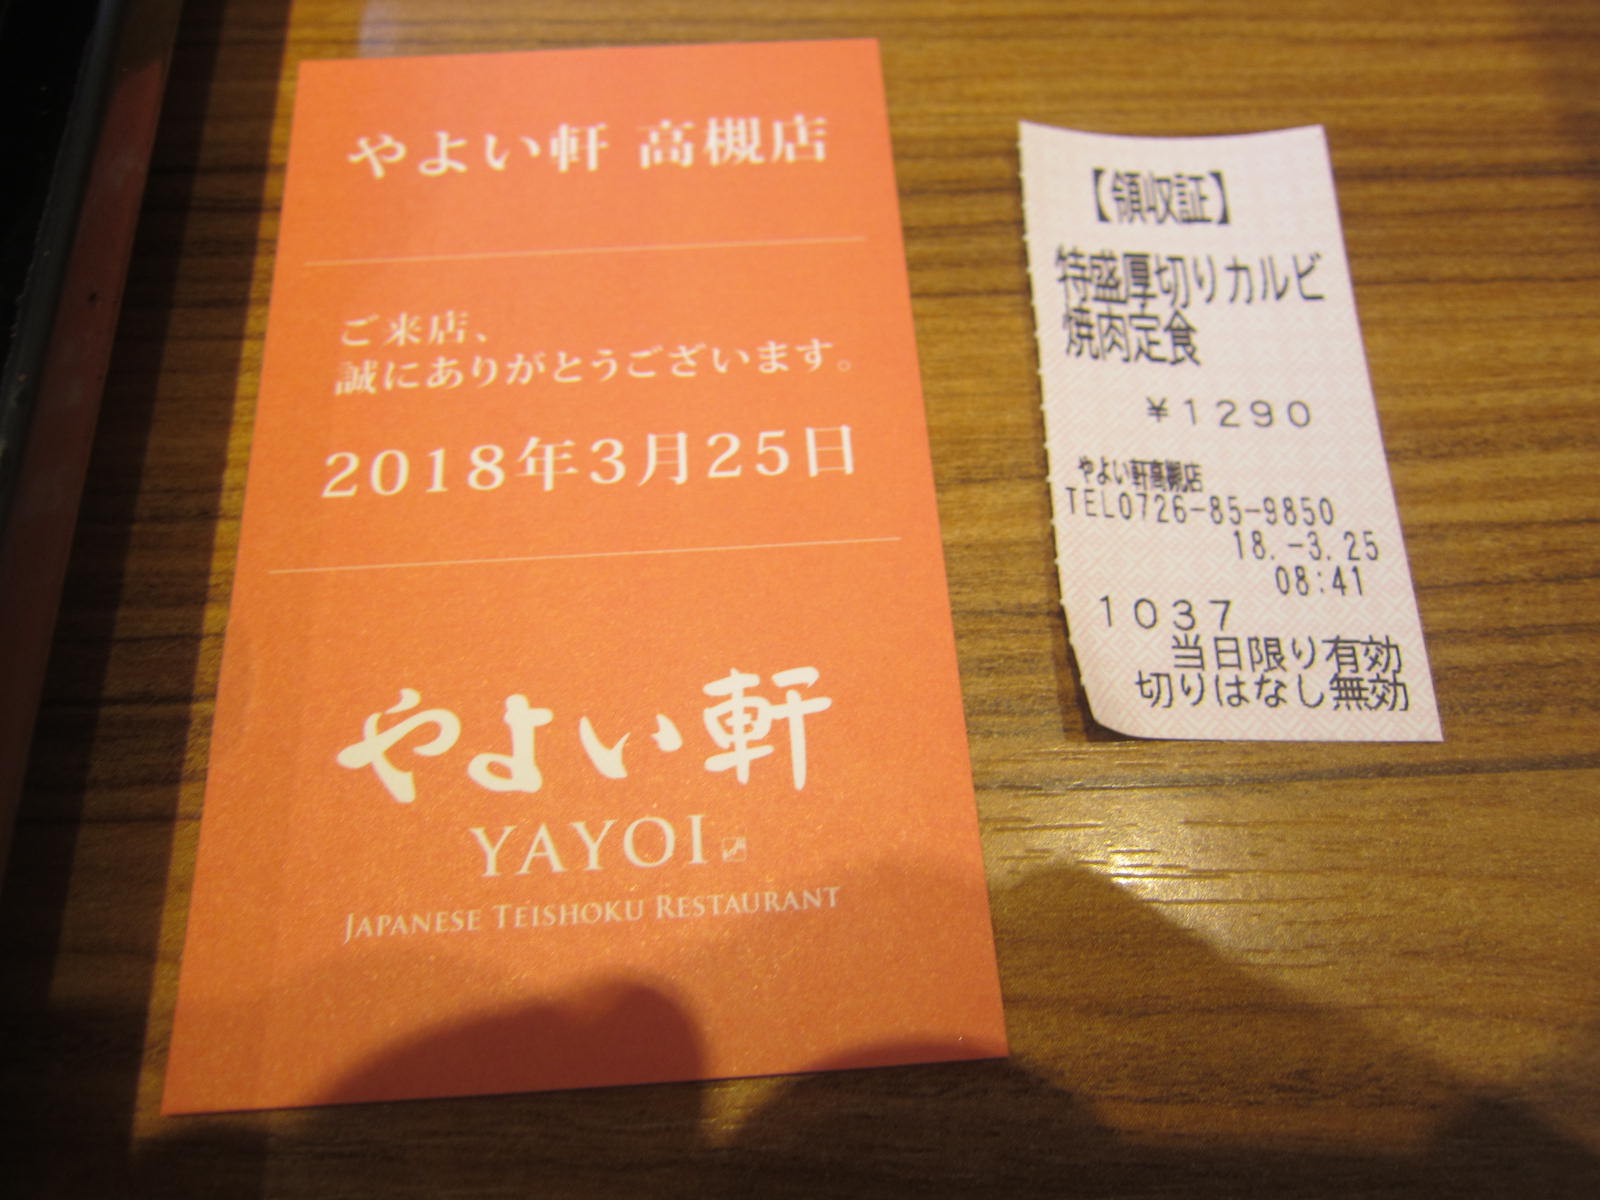 やよい軒 高槻店
ご来店、
誠にありがとうございます。
2018年3月25日
やよい軒
YAYOI
JAPANESE TEISHOKU RESTAURANT
【領収証】
特盛厚切りカルビ
焼肉定食
¥1290
やよい軒高槻店
TEL0726-85-9850
18.-3.25
08:41
1037
当日限り有効
切りはなし無効